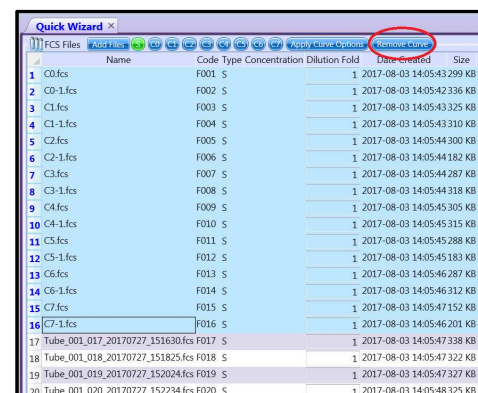 Quick Wizard ×
FCS Files Add Files S C0 C1 C2 C3 C4 C5 C6 C7 Apply Curve Options Remove Curve
Name Code Type Concentration Dilution Fold Date Created Size
1 C0.fcs F001 S 1 2017-08-03 14:05:43 299 KB
2 C0-1.fcs F002 S 1 2017-08-03 14:05:42 336 KB
3 C1.fcs F003 S 1 2017-08-03 14:05:43 325 KB
4 C1-1.fcs F004 S 1 2017-08-03 14:05:43 310 KB
5 C2.fcs F005 S 1 2017-08-03 14:05:44 300 KB
6 C2-1.fcs F006 S 1 2017-08-03 14:05:44 182 KB
7 C3.fcs F007 S 1 2017-08-03 14:05:44 287 KB
8 C3-1.fcs F008 S 1 2017-08-03 14:05:44 318 KB
9 C4.fcs F009 S 1 2017-08-03 14:05:45 305 KB
10 C4-1.fcs F010 S 1 2017-08-03 14:05:45 315 KB
11 C5.fcs F011 S 1 2017-08-03 14:05:45 288 KB
12 C5-1.fcs F012 S 1 2017-08-03 14:05:45 183 KB
13 C6.fcs F013 S 1 2017-08-03 14:05:46 287 KB
14 C6-1.fcs F014 S 1 2017-08-03 14:05:46 312 KB
15 C7.fcs F015 S 1 2017-08-03 14:05:47 152 KB
16 C7-1.fcs F016 S 1 2017-08-03 14:05:46 201 KB
17 Tube_001_017_20170727_151630.fcs F017 S 1 2017-08-03 14:05:47 338 KB
18 Tube_001_018_20170727_151825.fcs F018 S 1 2017-08-03 14:05:47 322 KB
19 Tube_001_019_20170727_152024.fcs F019 S 1 2017-08-03 14:05:47 327 KB
20 Tube_001_020_20170727_152234.fcs F020 S 1 2017-08-03 14:05:48 325 KB